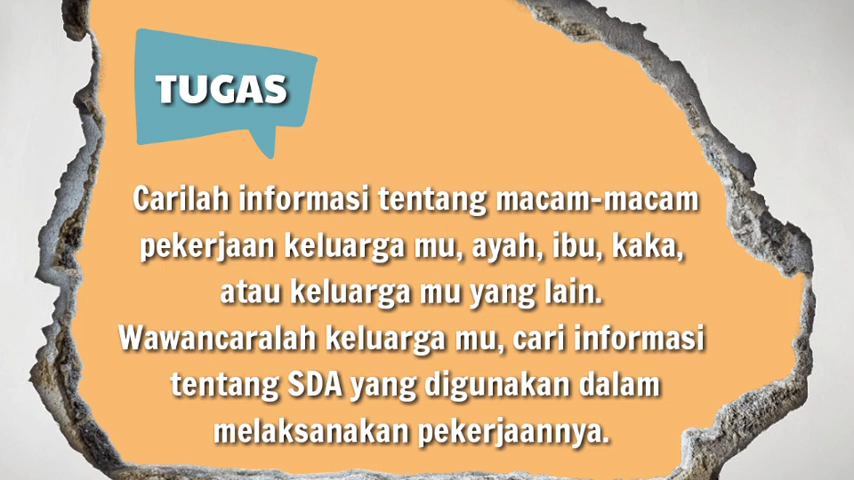 TUGAS
Carilah informasi tentang macam-macam
pekerjaan keluarga mu, ayah, ibu, kaka,
atau keluarga mu yang lain.
Wawancaralah keluarga mu, cari informasi
tentang SDA yang digunakan dalam
melaksanakan pekerjaannya.